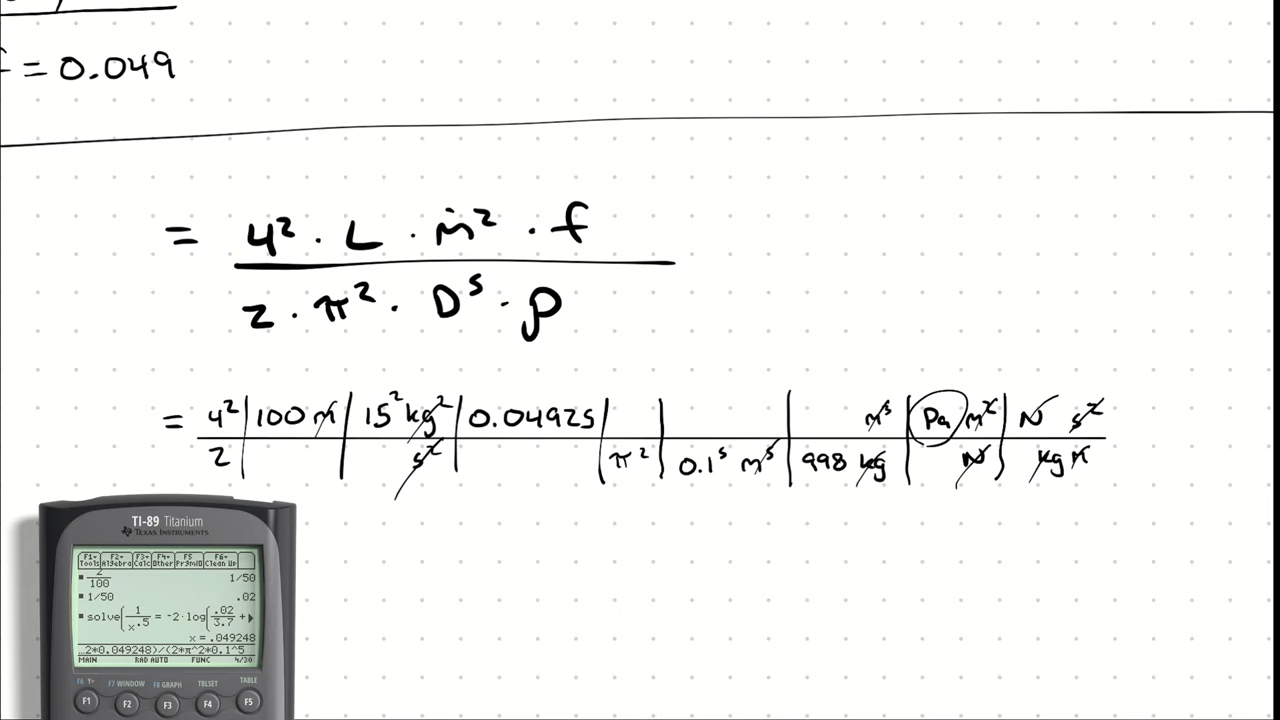 = 0.049
= 4² · L · ṁ² · f
2 · π² · D⁵ · ρ
= 4² | 100 m | 15² kg² | 0.04925 | | | m³ | Pa m² | N s²
2 | | s² | | π² | 0.1⁵ m⁵ | 998 kg | N | kg m
TI-89 Titanium
TEXAS INSTRUMENTS
F1 Tools F2 Algebra F3 Calc F4 Other F5 PrgmIO F6 Clean Up
2
100 1/50
1/50 .02
solve(1/x^.5 = -2·log(.02/3.7 +
x = .049248
…2*0.049248)/(2*π^2*0.1^5
MAIN RAD AUTO FUNC 4/30
F6 Y= F7 WINDOW F8 GRAPH TBLSET TABLE
F1 F2 F3 F4 F5